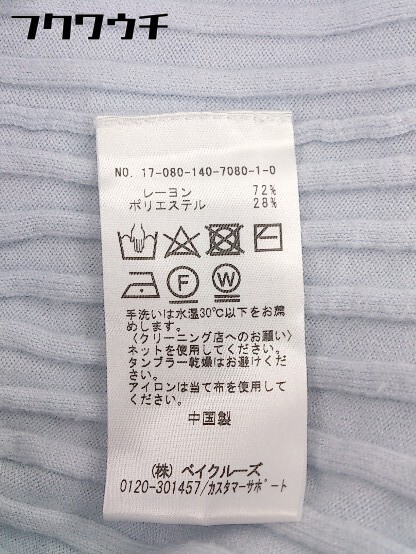 フクワウチ
NO. 17-080-140-7080-1-0
レーヨン 72%
ポリエステル 28%
F
W
手洗いは水温30℃以下をお薦
めします。
〈クリーニング店へのお願い〉
ネットを使用してください。
タンブラー乾燥はお避けくださ
い。
アイロンは当て布を使用して
ください。
中国製
(株) ベイクルーズ
0120-301457/カスタマーサポート